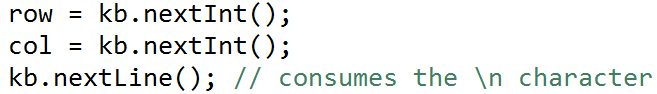 row = kb.nextInt();
col = kb.nextInt();
kb.nextLine(); // consumes the \n character